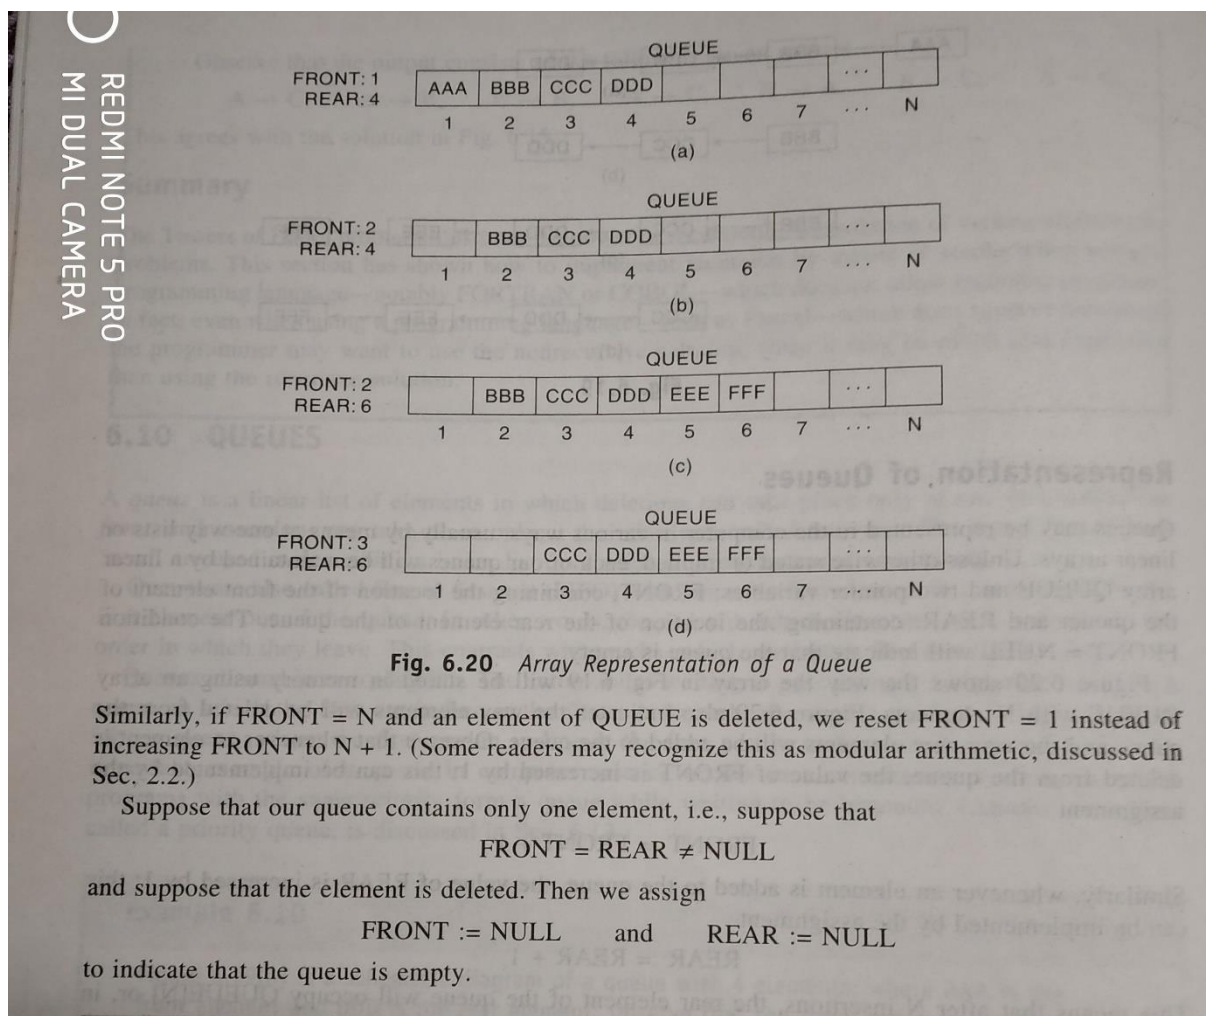 REDMI NOTE 5 PRO
MI DUAL CAMERA
QUEUE
FRONT: 1
REAR: 4
AAA BBB CCC DDD ...
1 2 3 4 5 6 7 ... N
(a)
QUEUE
FRONT: 2
REAR: 4
BBB CCC DDD ...
1 2 3 4 5 6 7 ... N
(b)
QUEUE
FRONT: 2
REAR: 6
BBB CCC DDD EEE FFF ...
1 2 3 4 5 6 7 ... N
(c)
QUEUE
FRONT: 3
REAR: 6
CCC DDD EEE FFF ...
1 2 3 4 5 6 7 ... N
(d)
Fig. 6.20 Array Representation of a Queue
Similarly, if FRONT = N and an element of QUEUE is deleted, we reset FRONT = 1 instead of
increasing FRONT to N + 1. (Some readers may recognize this as modular arithmetic, discussed in
Sec. 2.2.)
Suppose that our queue contains only one element, i.e., suppose that
FRONT = REAR ≠ NULL
and suppose that the element is deleted. Then we assign
FRONT := NULL and REAR := NULL
to indicate that the queue is empty.